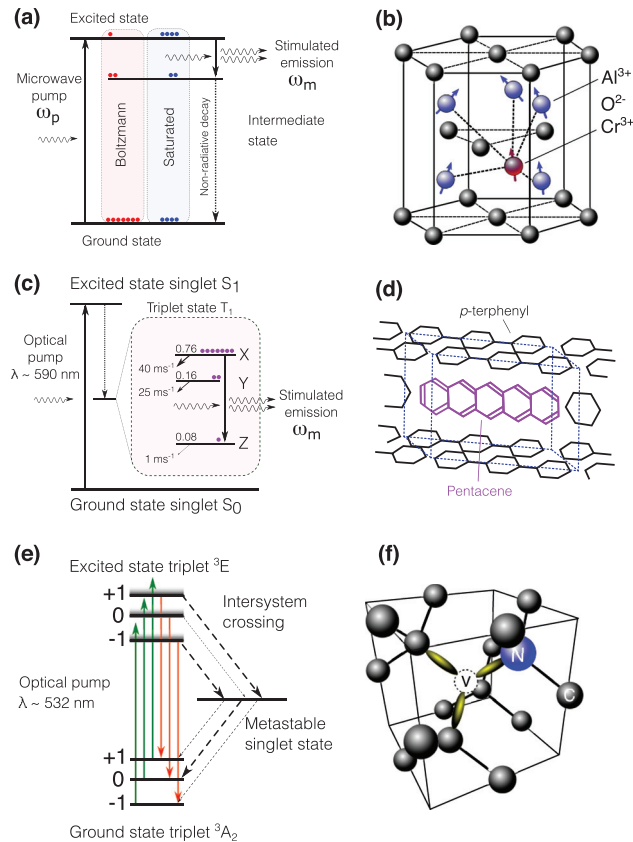 (a)
Excited state
Microwave
pump
ωp
Boltzmann
Saturated
Non-radiative decay
Stimulated
emission
ωm
Intermediate
state
Ground state
(b)
Al3+
O2-
Cr3+
(c)
Excited state singlet S1
Triplet state T1
Optical
pump
λ ~ 590 nm
0.76
X
40 ms-1
0.16
Y
25 ms-1
0.08
Z
1 ms-1
Stimulated
emission
ωm
Ground state singlet S0
(d)
p-terphenyl
Pentacene
(e)
Excited state triplet 3E
+1
0
-1
Intersystem
crossing
Optical pump
λ ~ 532 nm
Metastable
singlet state
+1
0
-1
Ground state triplet 3A2
(f)
N
V
C